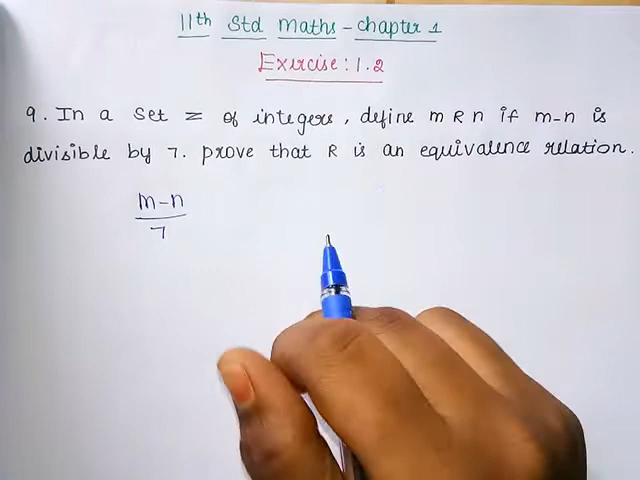 11th Std Maths - chapter 1
Exercise: 1.2
9. In a Set Z of integers, define m R n if m-n is
divisible by 7. prove that R is an equivalence relation.
m-n
7